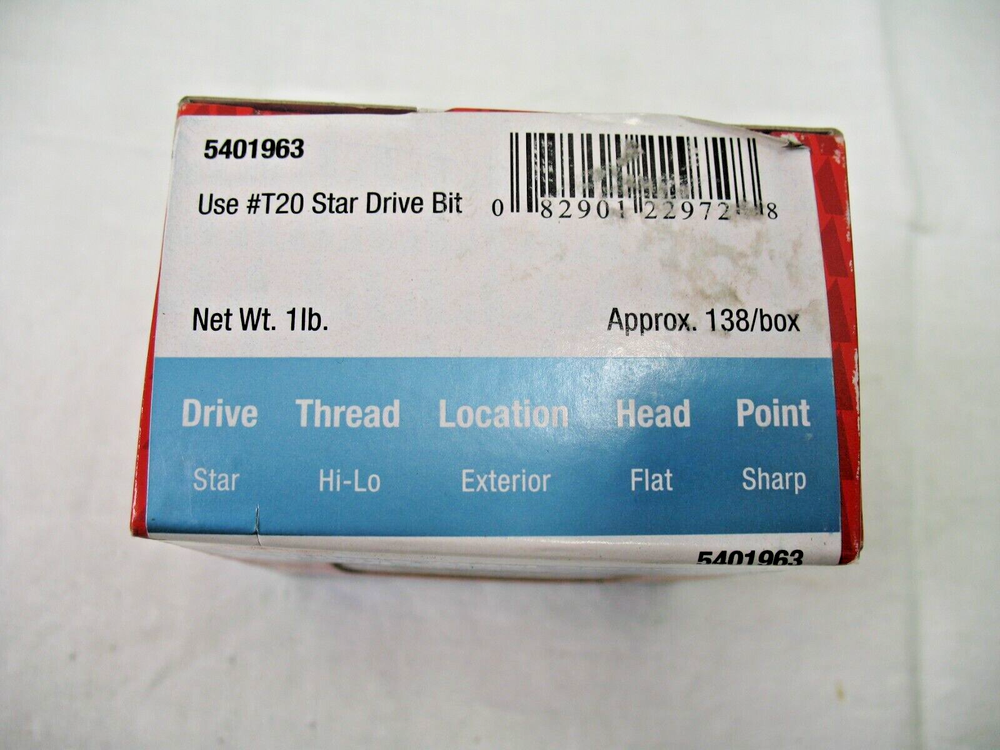 5401963
Use #T20 Star Drive Bit
0 82901 22972 8
Net Wt. 1lb.
Approx. 138/box
Drive Thread Location Head Point
Star Hi-Lo Exterior Flat Sharp
5401963